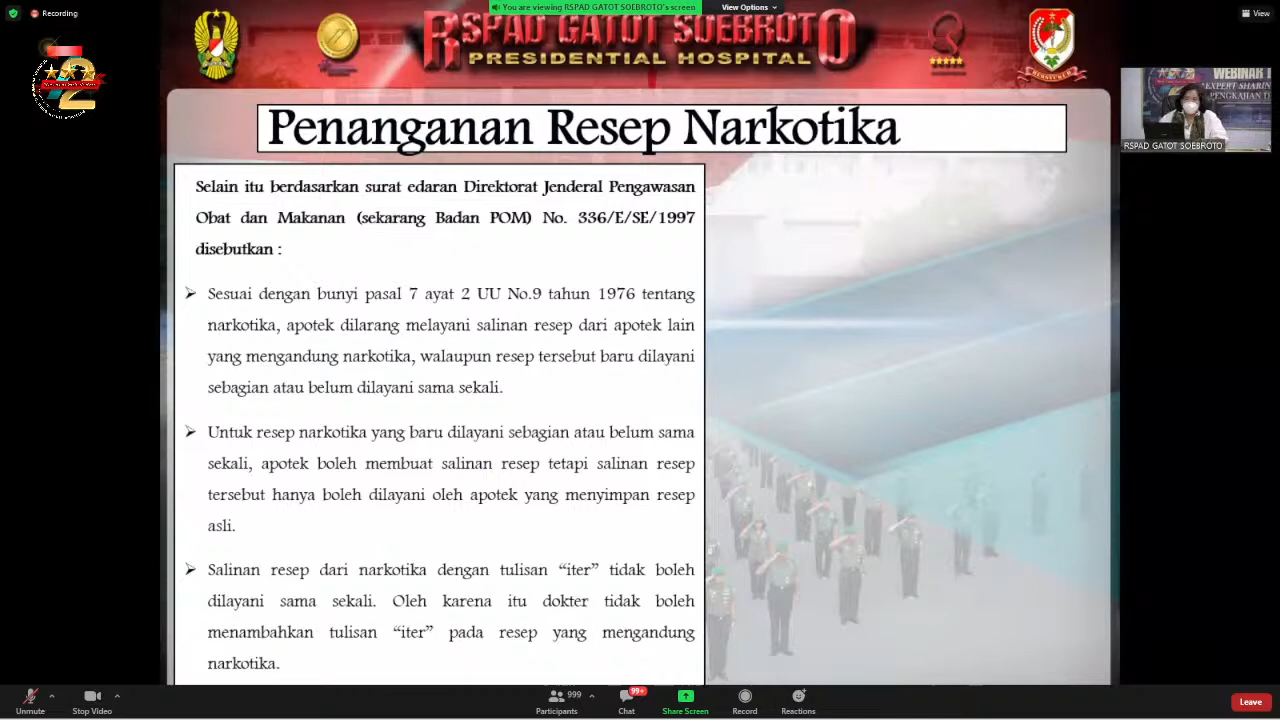 Recording
You are viewing RSPAD GATOT SOEBROTO's screen
View Options
View
RSPAD GATOT SOEBROTO
PRESIDENTIAL HOSPITAL
2
WEBINAR
EXPERT SHARIN
PENGKAJIAN D
RSPAD GATOT SOEBROTO
Penanganan Resep Narkotika
Selain itu berdasarkan surat edaran Direktorat Jenderal Pengawasan
Obat dan Makanan (sekarang Badan POM) No. 336/E/SE/1997
disebutkan :
Sesuai dengan bunyi pasal 7 ayat 2 UU No.9 tahun 1976 tentang
narkotika, apotek dilarang melayani salinan resep dari apotek lain
yang mengandung narkotika, walaupun resep tersebut baru dilayani
sebagian atau belum dilayani sama sekali.
Untuk resep narkotika yang baru dilayani sebagian atau belum sama
sekali, apotek boleh membuat salinan resep tetapi salinan resep
tersebut hanya boleh dilayani oleh apotek yang menyimpan resep
asli.
Salinan resep dari narkotika dengan tulisan “iter” tidak boleh
dilayani sama sekali. Oleh karena itu dokter tidak boleh
menambahkan tulisan “iter” pada resep yang mengandung
narkotika.
Unmute
Stop Video
999
Participants
99+
Chat
Share Screen
Record
Reactions
Leave